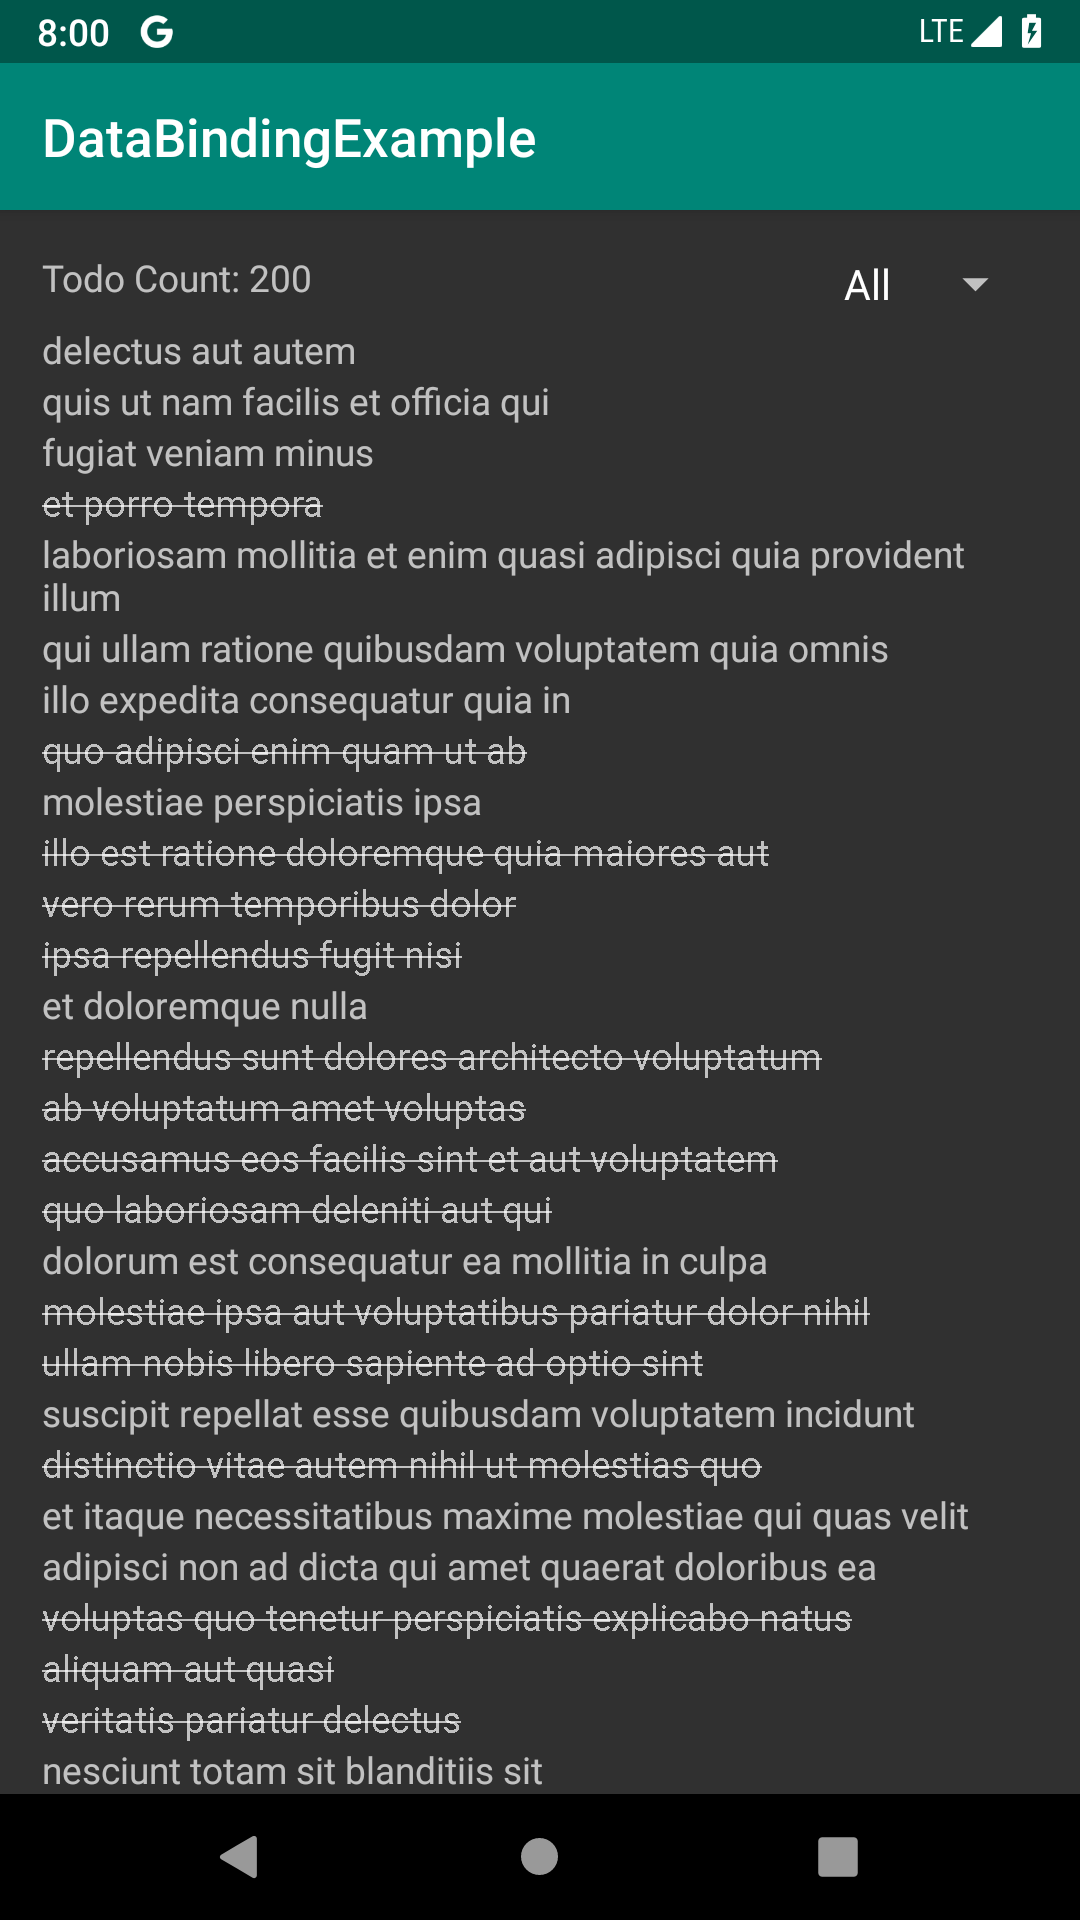 8:00 G LTE
DataBindingExample
Todo Count: 200 All
delectus aut autem
quis ut nam facilis et officia qui
fugiat veniam minus
et porro tempora
laboriosam mollitia et enim quasi adipisci quia provident
illum
qui ullam ratione quibusdam voluptatem quia omnis
illo expedita consequatur quia in
quo adipisci enim quam ut ab
molestiae perspiciatis ipsa
illo est ratione doloremque quia maiores aut
vero rerum temporibus dolor
ipsa repellendus fugit nisi
et doloremque nulla
repellendus sunt dolores architecto voluptatum
ab voluptatum amet voluptas
accusamus eos facilis sint et aut voluptatem
quo laboriosam deleniti aut qui
dolorum est consequatur ea mollitia in culpa
molestiae ipsa aut voluptatibus pariatur dolor nihil
ullam nobis libero sapiente ad optio sint
suscipit repellat esse quibusdam voluptatem incidunt
distinctio vitae autem nihil ut molestias quo
et itaque necessitatibus maxime molestiae qui quas velit
adipisci non ad dicta qui amet quaerat doloribus ea
voluptas quo tenetur perspiciatis explicabo natus
aliquam aut quasi
veritatis pariatur delectus
nesciunt totam sit blanditiis sit